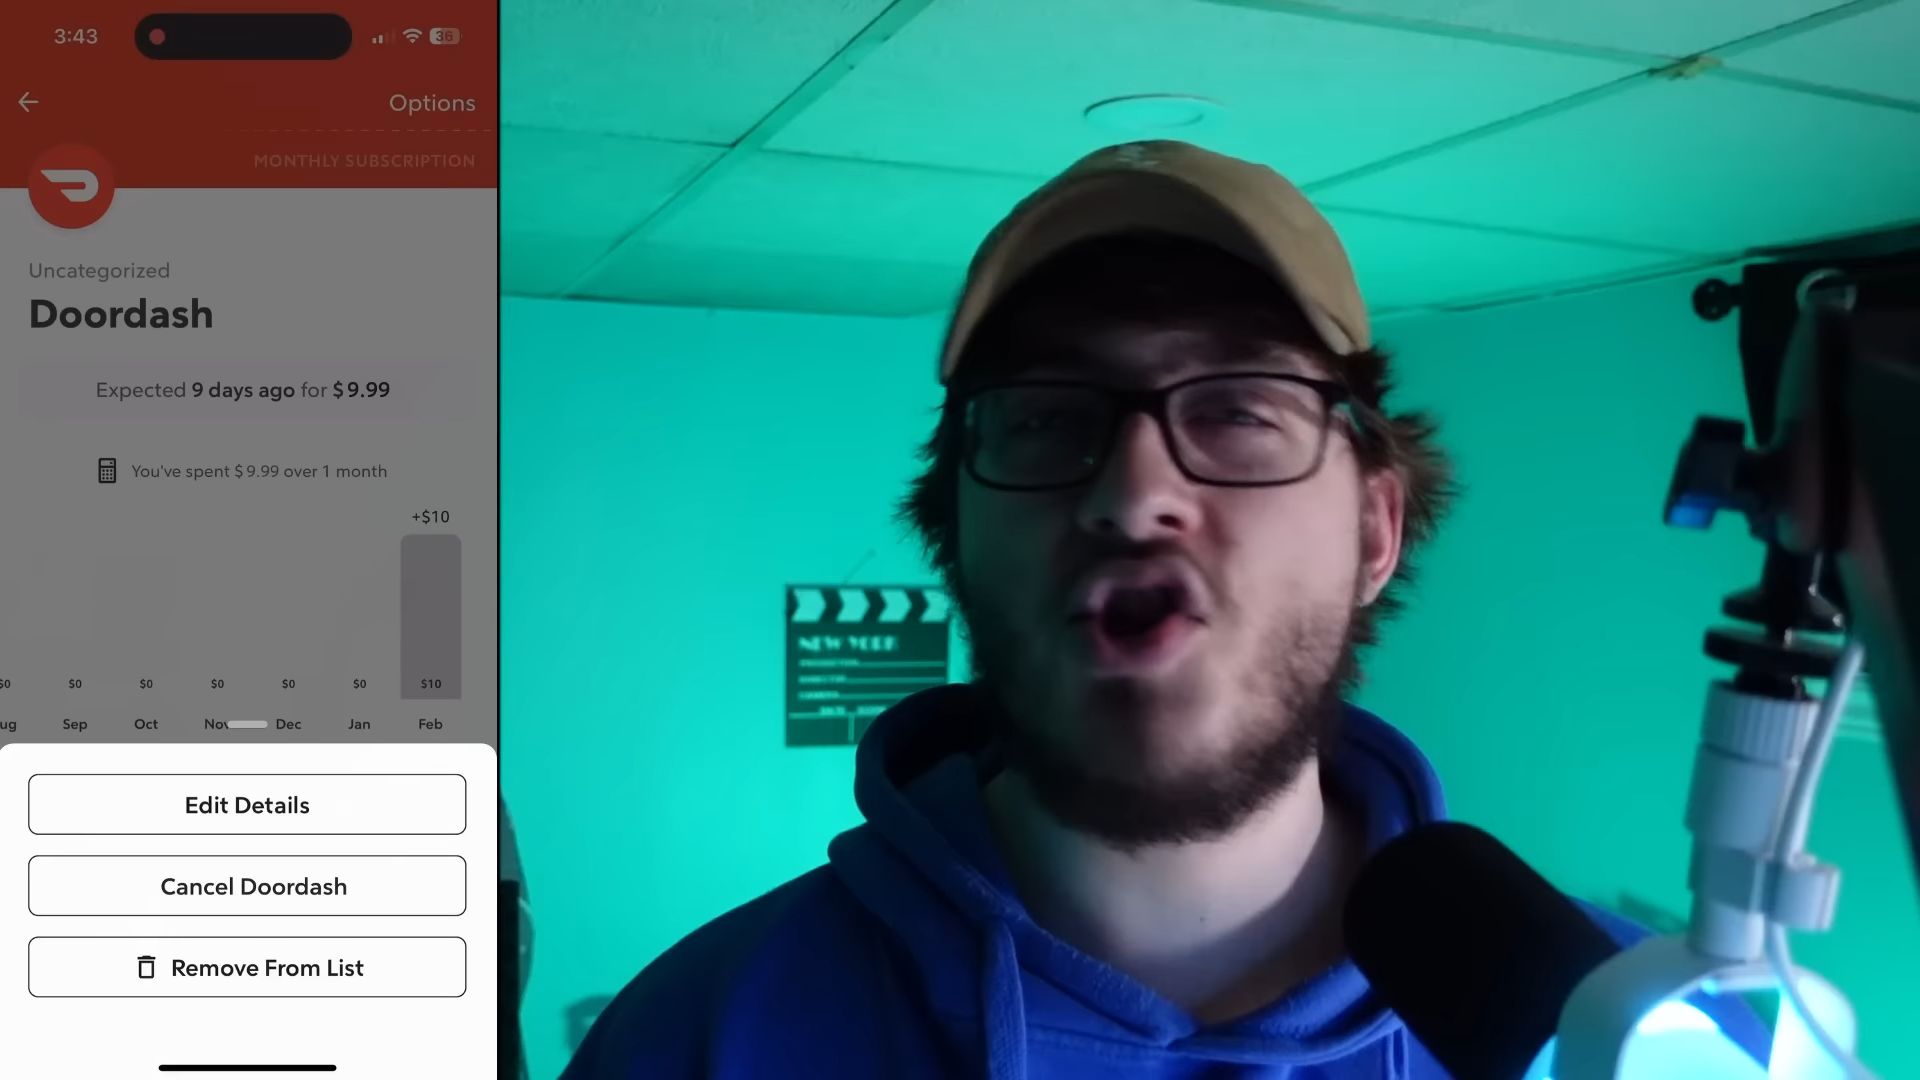 3:43
36
Options
MONTHLY SUBSCRIPTION
Uncategorized
Doordash
Expected 9 days ago for $9.99
You've spent $9.99 over 1 month
+$10
$0 $0 $0 $0 $0 $0 $10
ug Sep Oct Nov Dec Jan Feb
NEW YORK
Edit Details
Cancel Doordash
Remove From List